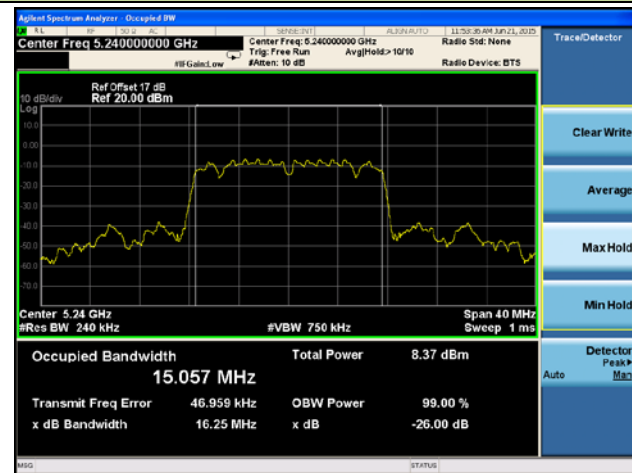 Agilent Spectrum Analyzer - Occupied BW
RL RF 50 Ω AC SENSE:INT ALIGN AUTO 11:53:36 AM Jun 21, 2015
Center Freq 5.240000000 GHz
Center Freq: 5.240000000 GHz
Radio Std: None
Trig: Free Run Avg|Hold:> 10/10
#IFGain:Low #Atten: 10 dB Radio Device: BTS
Ref Offset 17 dB
10 dB/div Ref 20.00 dBm
Log
10.0
0.00
-10.0
-20.0
-30.0
-40.0
-50.0
-60.0
-70.0
Center 5.24 GHz Span 40 MHz
#Res BW 240 kHz #VBW 750 kHz Sweep 1 ms
Occupied Bandwidth Total Power 8.37 dBm
15.057 MHz
Transmit Freq Error 46.959 kHz OBW Power 99.00 %
x dB Bandwidth 16.25 MHz x dB -26.00 dB
MSG STATUS
Trace/Detector
Clear Write
Average
Max Hold
Min Hold
Detector
Peak▶
Auto Man